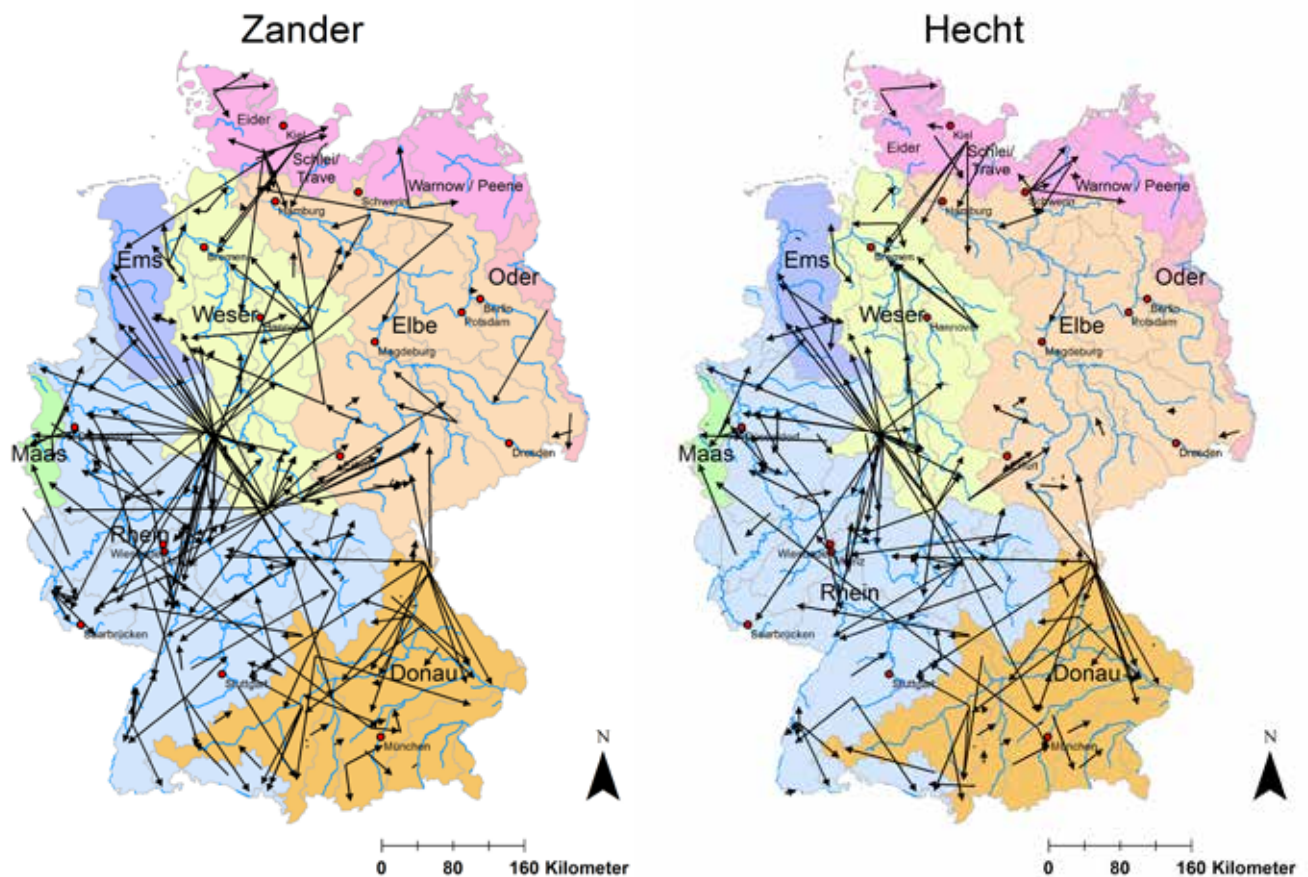 Zander
Eider
Kiel
Schlei/
Trave
Warnow / Peene
Schwerin
Hamburg
Ems
Bremen
Oder
Weser
Elbe
Berlin
Potsdam
Magdeburg
Maas
Dresden
Rhein
Saarbrücken
Donau
Stuttgart
München
N
0 80 160 Kilometer
Hecht
Kiel
Eider
Schlei/
Trave
Warnow / Peene
Schwerin
Hamburg
Ems
Bremen
Oder
Weser
Hannover
Elbe
Berlin
Potsdam
Magdeburg
Maas
Dresden
Wiesbaden
Rhein
Saarbrücken
Donau
Stuttgart
München
N
0 80 160 Kilometer